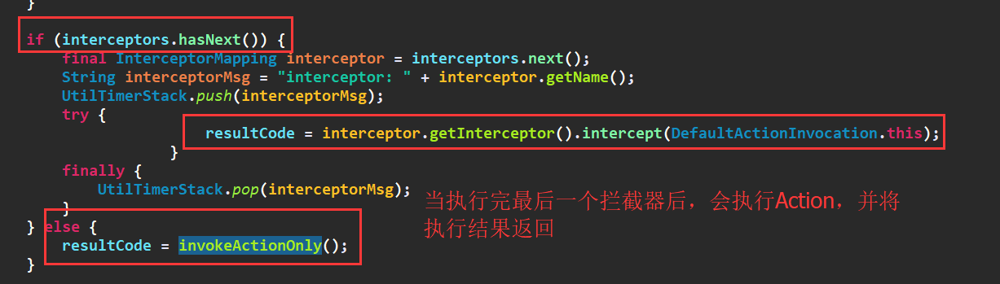 }
if (interceptors.hasNext()) {
final InterceptorMapping interceptor = interceptors.next();
String interceptorMsg = "interceptor: " + interceptor.getName();
UtilTimerStack.push(interceptorMsg);
try {
resultCode = interceptor.getInterceptor().intercept(DefaultActionInvocation.this);
}
finally {
UtilTimerStack.pop(interceptorMsg);
}
当执行完最后一个拦截器后，会执行Action，并将
执行结果返回
} else {
resultCode = invokeActionOnly();
}